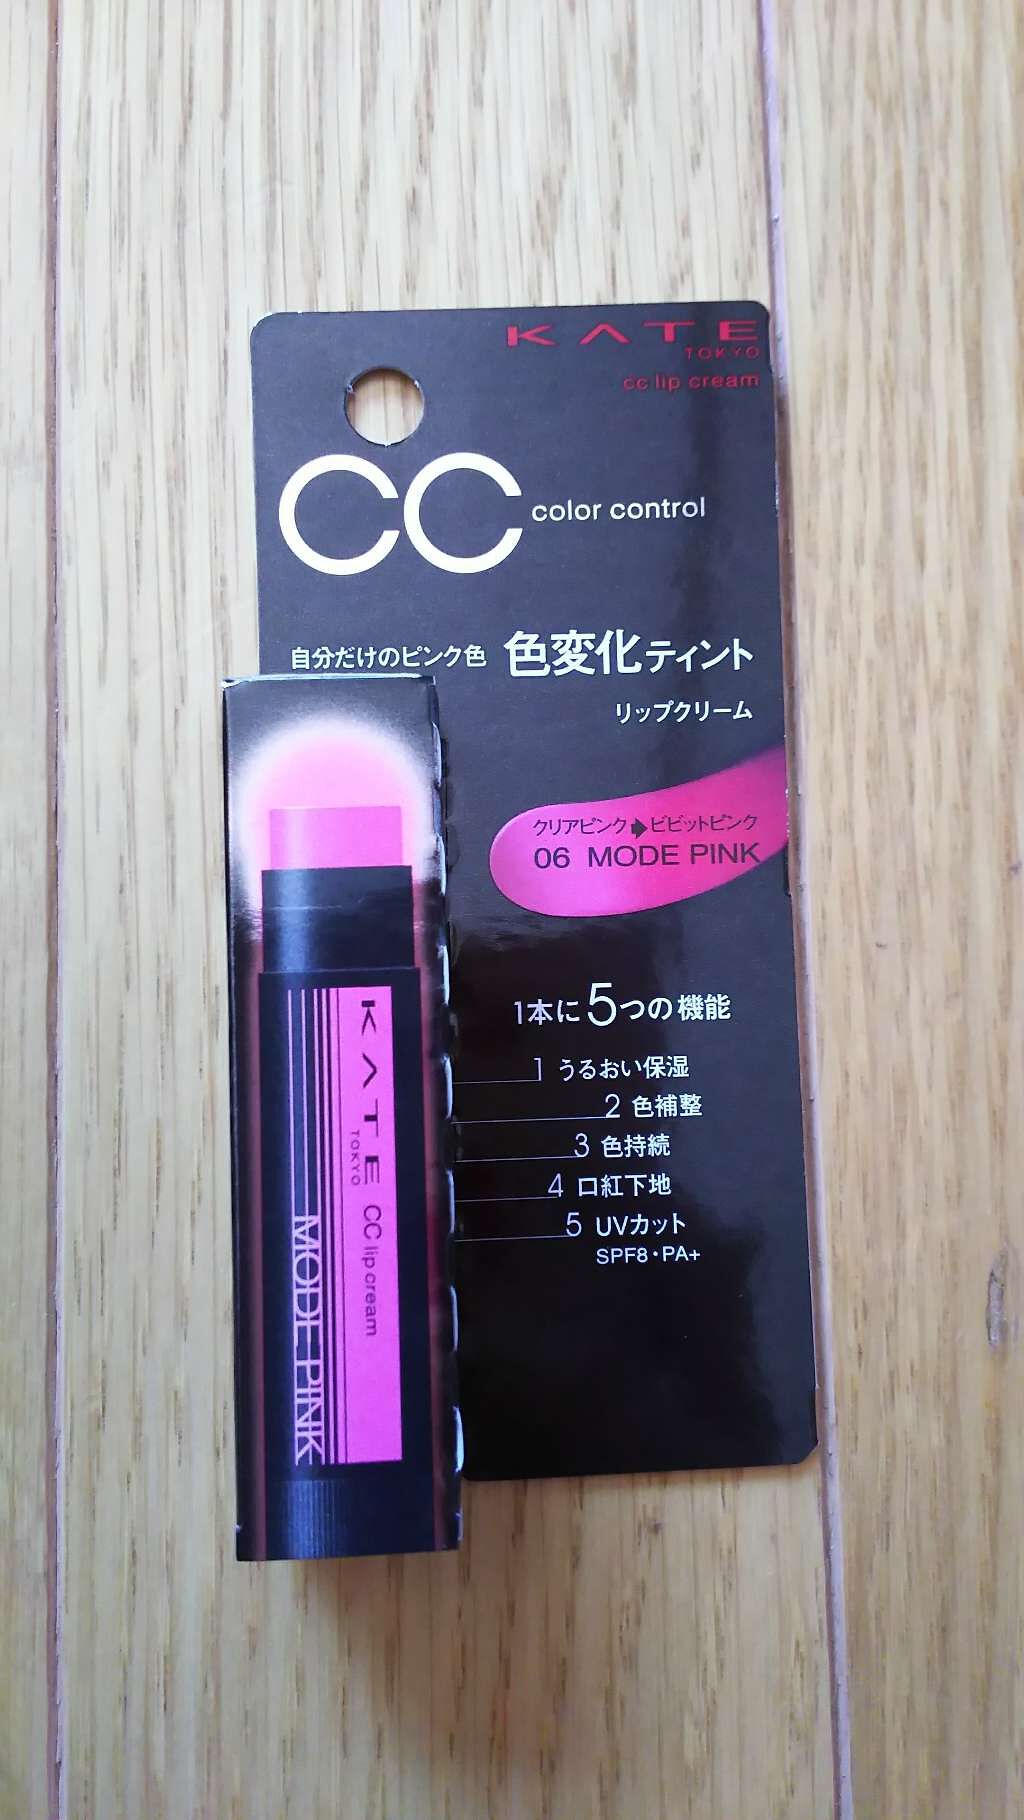 KATE
TOKYO
cc lip cream
CC color control
自分だけのピンク色 色変化ティント
リップクリーム
クリアピンク➡ビビットピンク
06 MODE PINK
1本に5つの機能
1 うるおい保湿
2 色補整
3 色持続
4 口紅下地
5 UVカット
SPF8・PA+
KATE
TOKYO
CC lip cream
MODE PINK